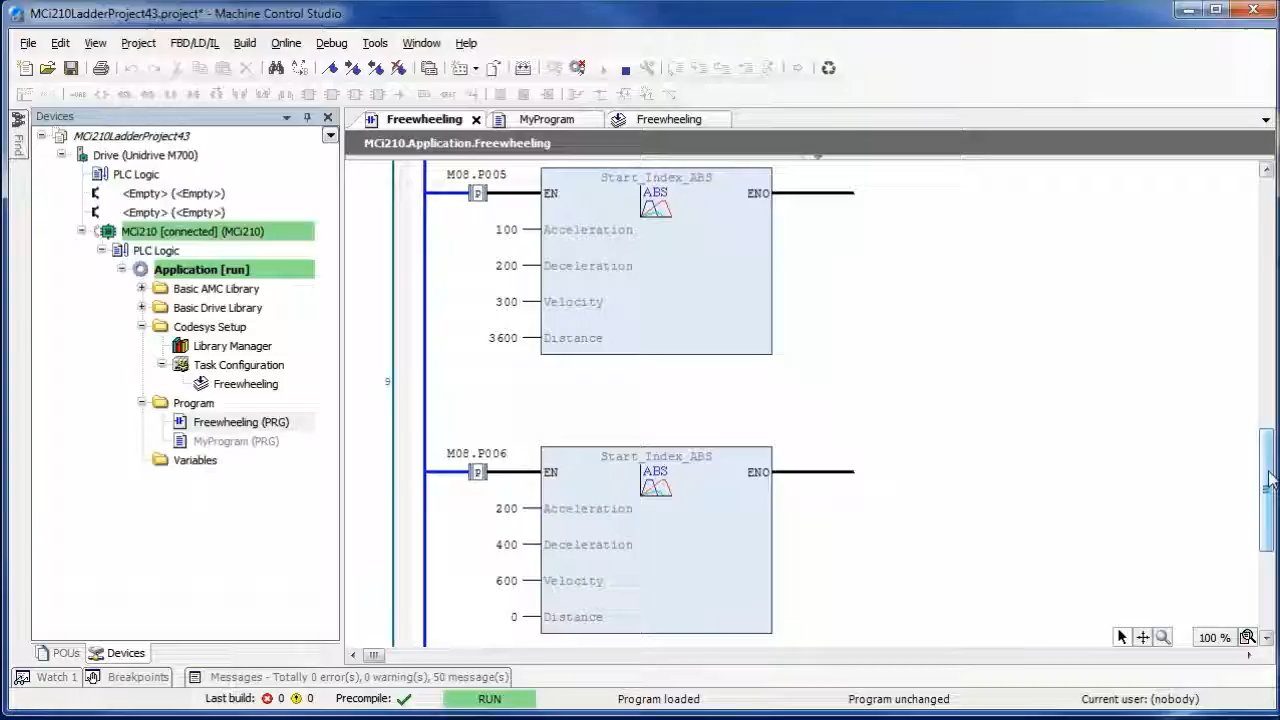 MCi210LadderProject43.project* - Machine Control Studio
File Edit View Project FBD/LD/IL Build Online Debug Tools Window Help
Devices
Find
MCi210LadderProject43
Drive (Unidrive M700)
PLC Logic
<Empty> (<Empty>)
<Empty> (<Empty>)
MCi210 [connected] (MCi210)
PLC Logic
Application [run]
Basic AMC Library
Basic Drive Library
Codesys Setup
Library Manager
Task Configuration
Freewheeling
Program
Freewheeling (PRG)
MyProgram (PRG)
Variables
POUs Devices
Freewheeling MyProgram Freewheeling
MCi210.Application.Freewheeling
9
M08.P005 Start_Index_ABS
P EN ABS ENO
100 Acceleration
200 Deceleration
300 Velocity
3600 Distance
M08.P006 Start_Index_ABS
P EN ABS ENO
200 Acceleration
400 Deceleration
600 Velocity
0 Distance
100 %
Watch 1 Breakpoints Messages - Totally 0 error(s), 0 warning(s), 50 message(s)
Last build: 0 0 Precompile: RUN Program loaded Program unchanged Current user: (nobody)